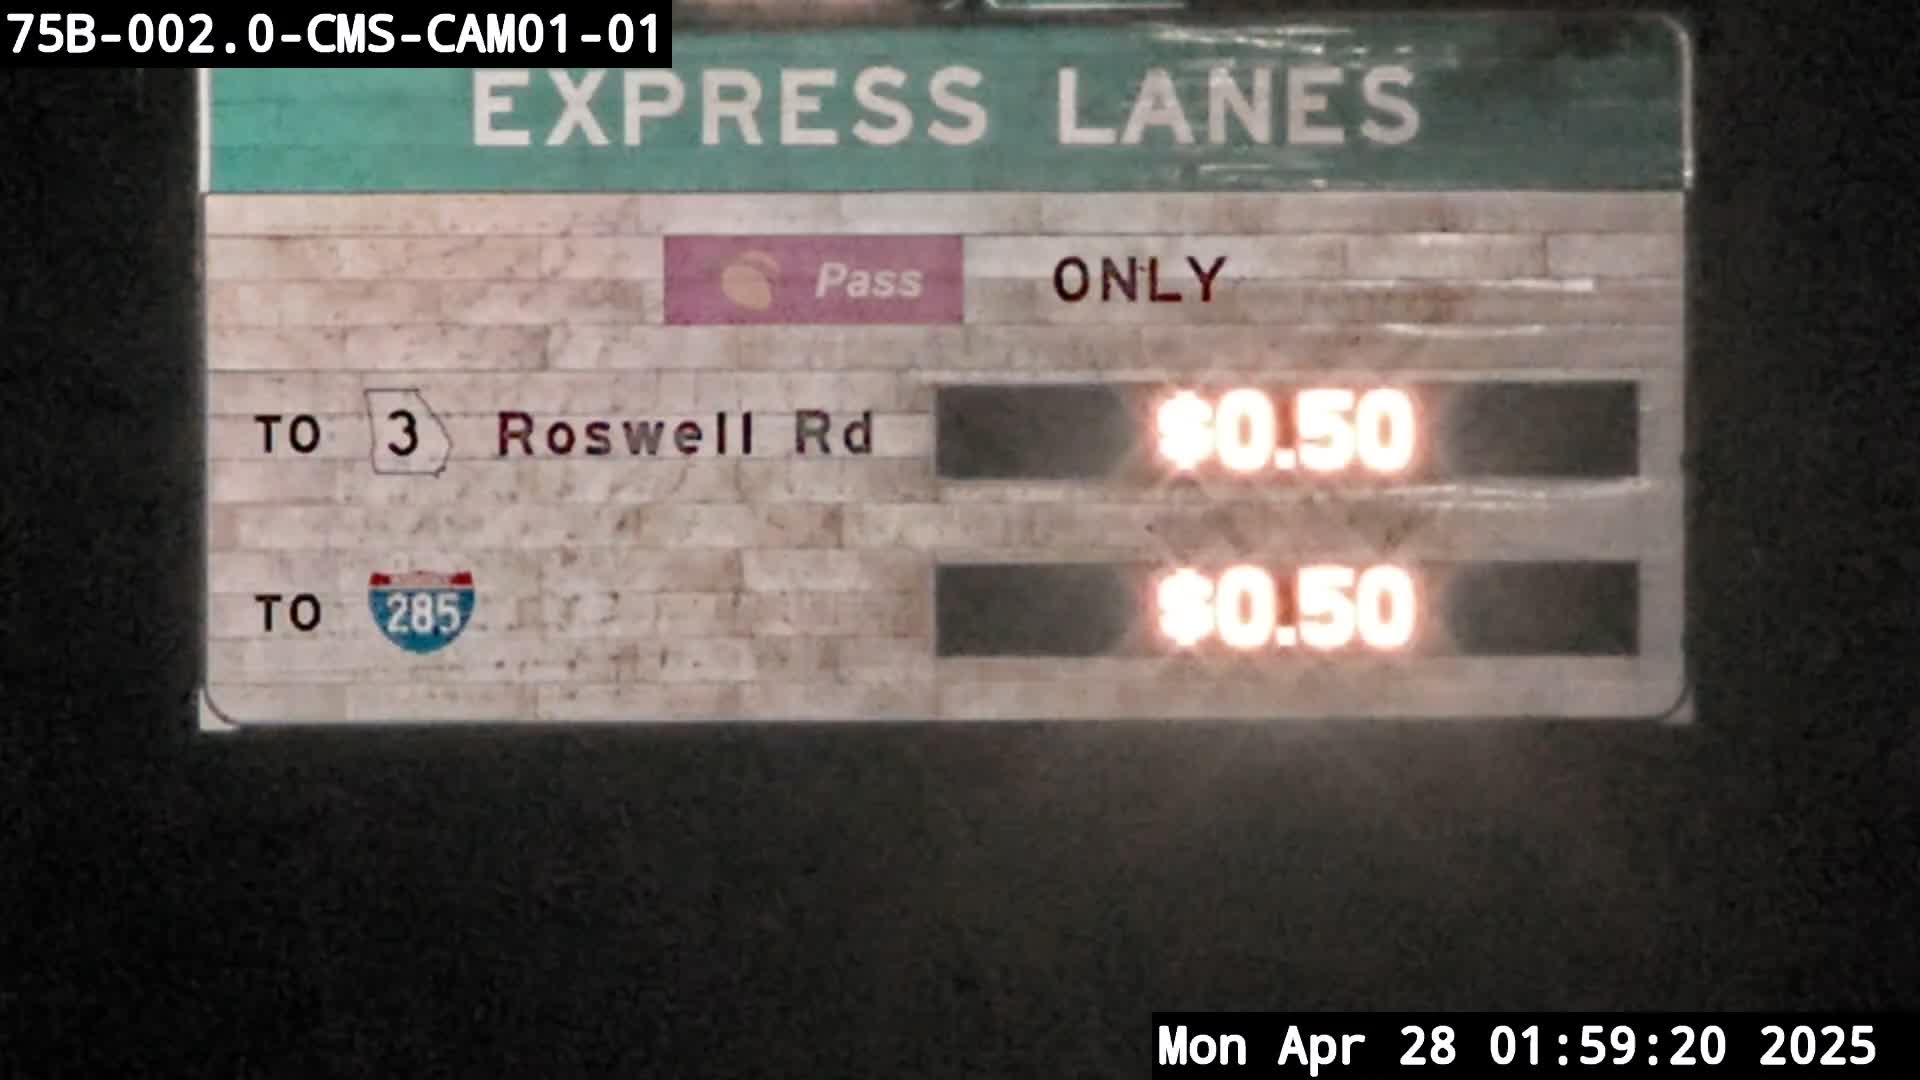 75B-002.0-CMS-CAM01-01
EXPRESS LANES
Pass ONLY
TO 3 Roswell Rd $0.50
TO 285 $0.50
Mon Apr 28 01:59:20 2025